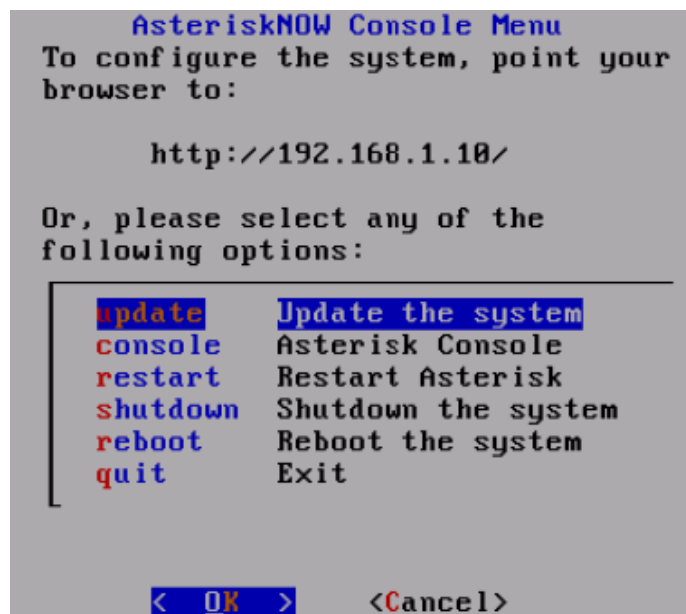 AsteriskNOW Console Menu
To configure the system, point your
browser to:
http://192.168.1.10/
Or, please select any of the
following options:
update Update the system
console Asterisk Console
restart Restart Asterisk
shutdown Shutdown the system
reboot Reboot the system
quit Exit
< OK > <Cancel>